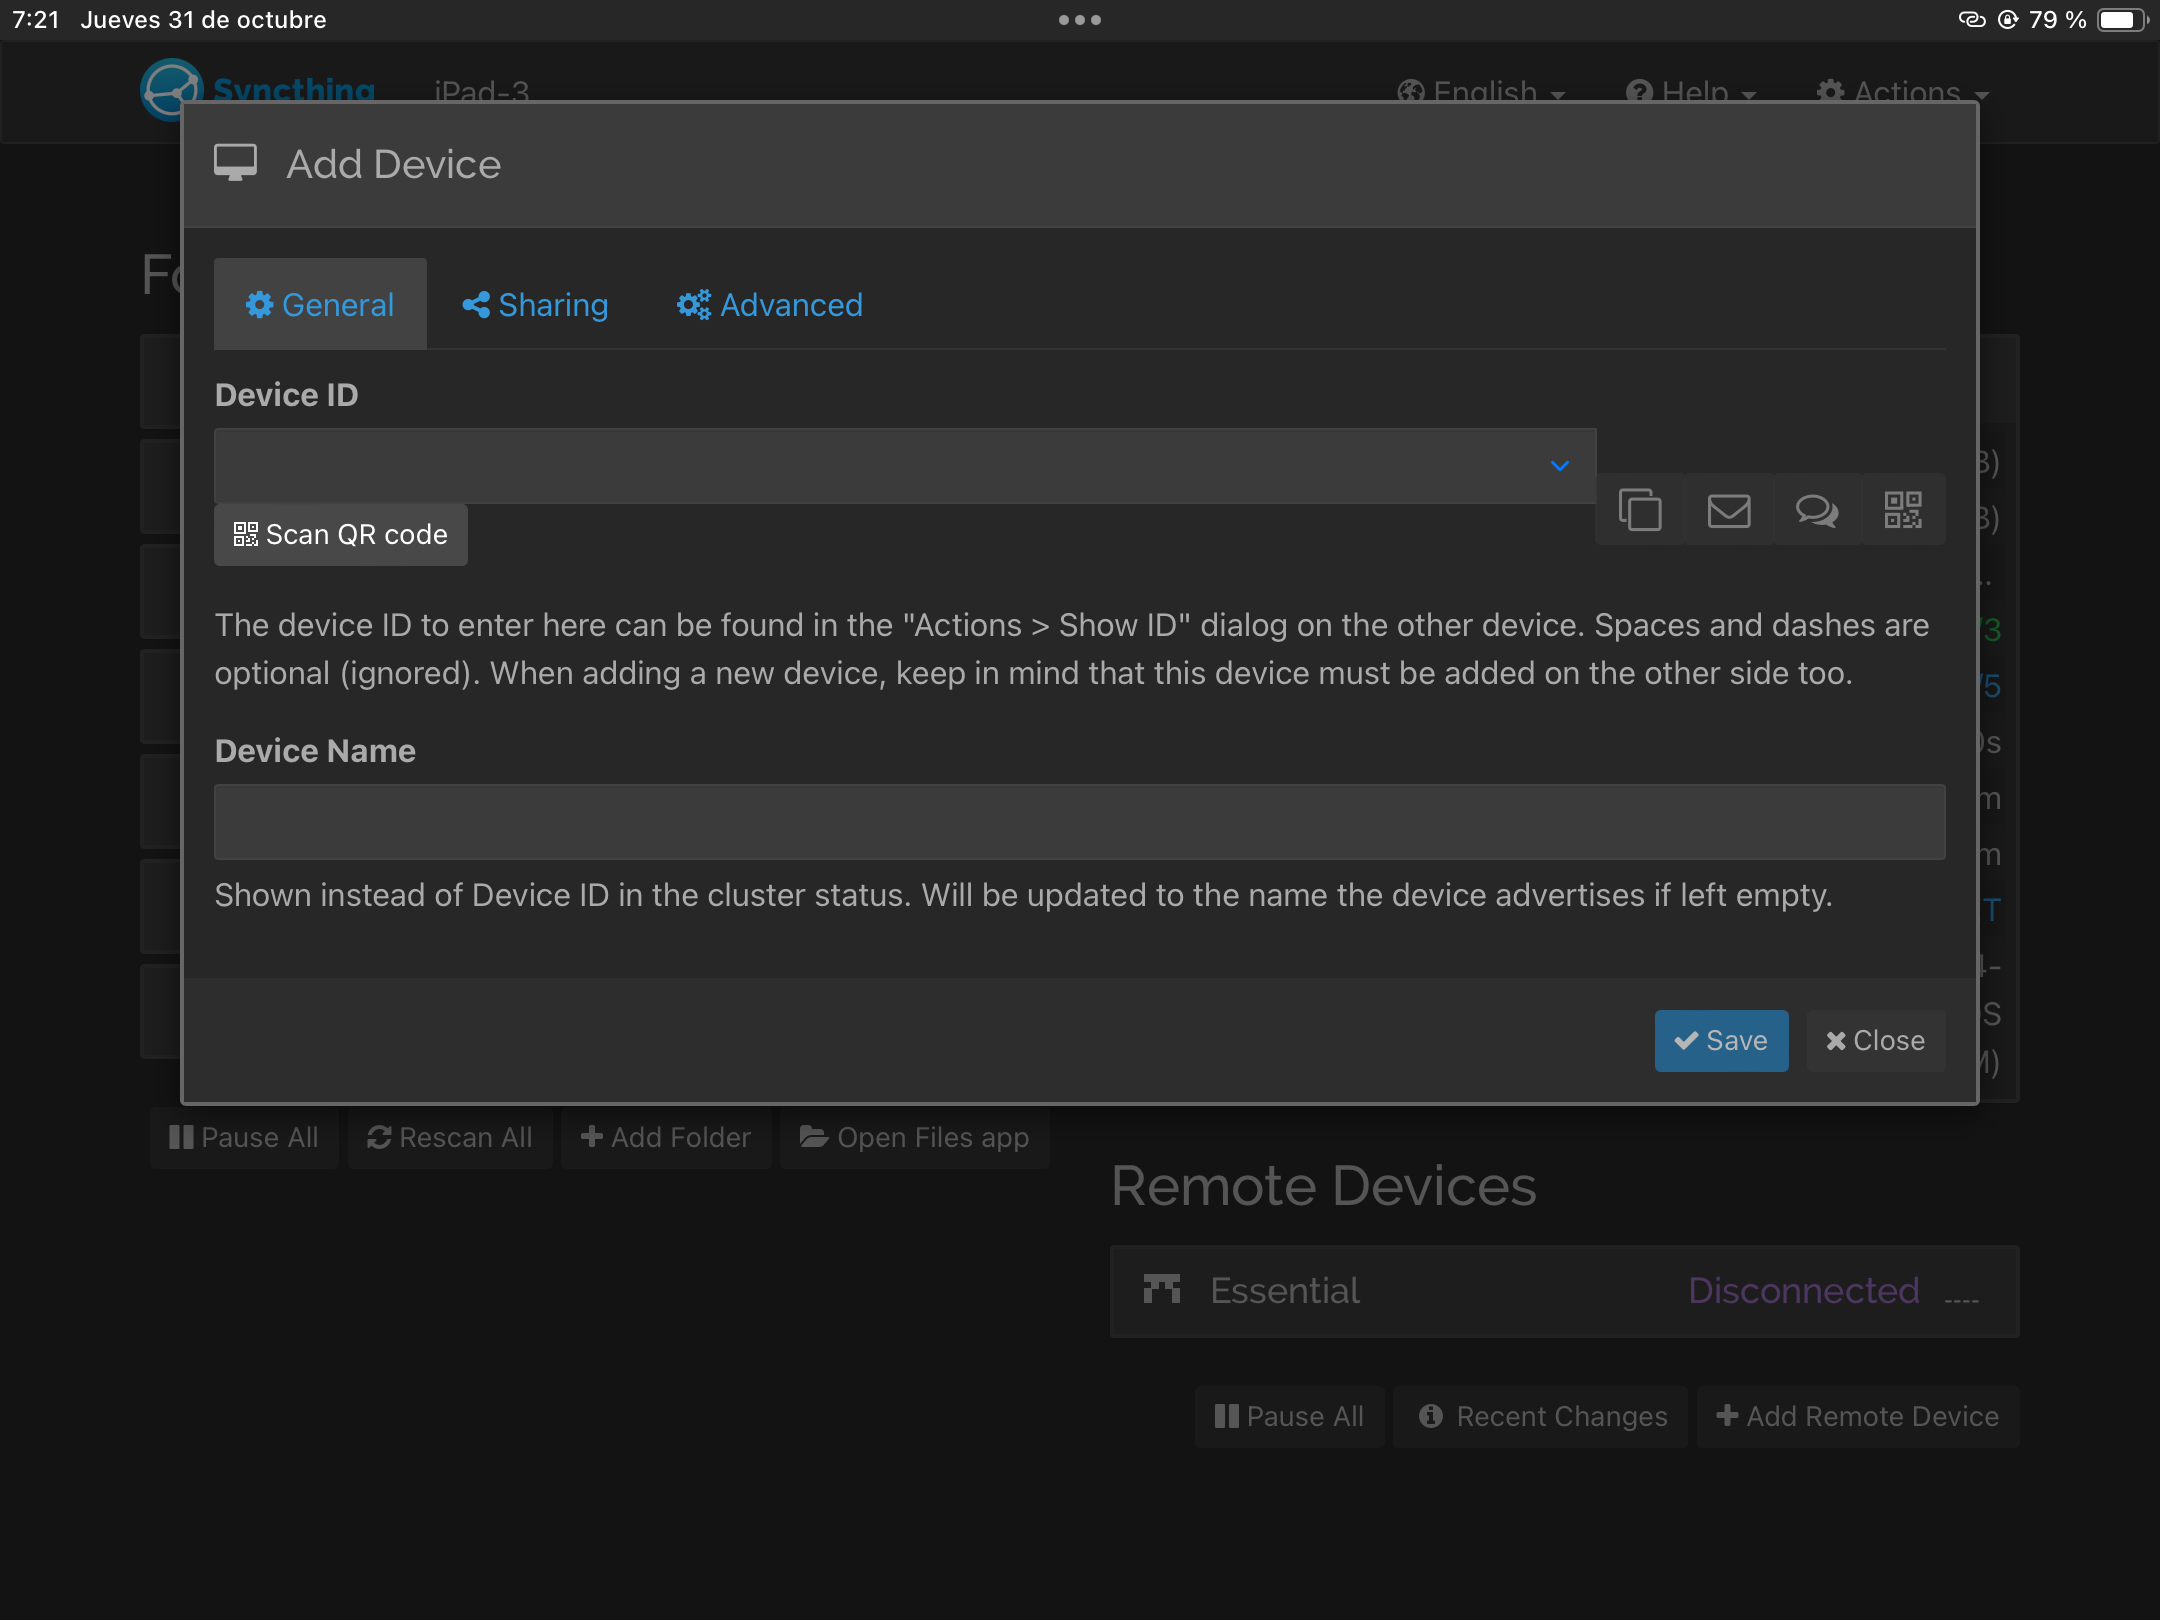 7:21 Jueves 31 de octubre 79 %
Syncthing iPad-3 English Help Actions
Add Device
General Sharing Advanced
Device ID
Scan QR code
The device ID to enter here can be found in the "Actions > Show ID" dialog on the other device. Spaces and dashes are
optional (ignored). When adding a new device, keep in mind that this device must be added on the other side too.
Device Name
Shown instead of Device ID in the cluster status. Will be updated to the name the device advertises if left empty.
Save Close
Pause All Rescan All Add Folder Open Files app
Remote Devices
Essential Disconnected
Pause All Recent Changes Add Remote Device